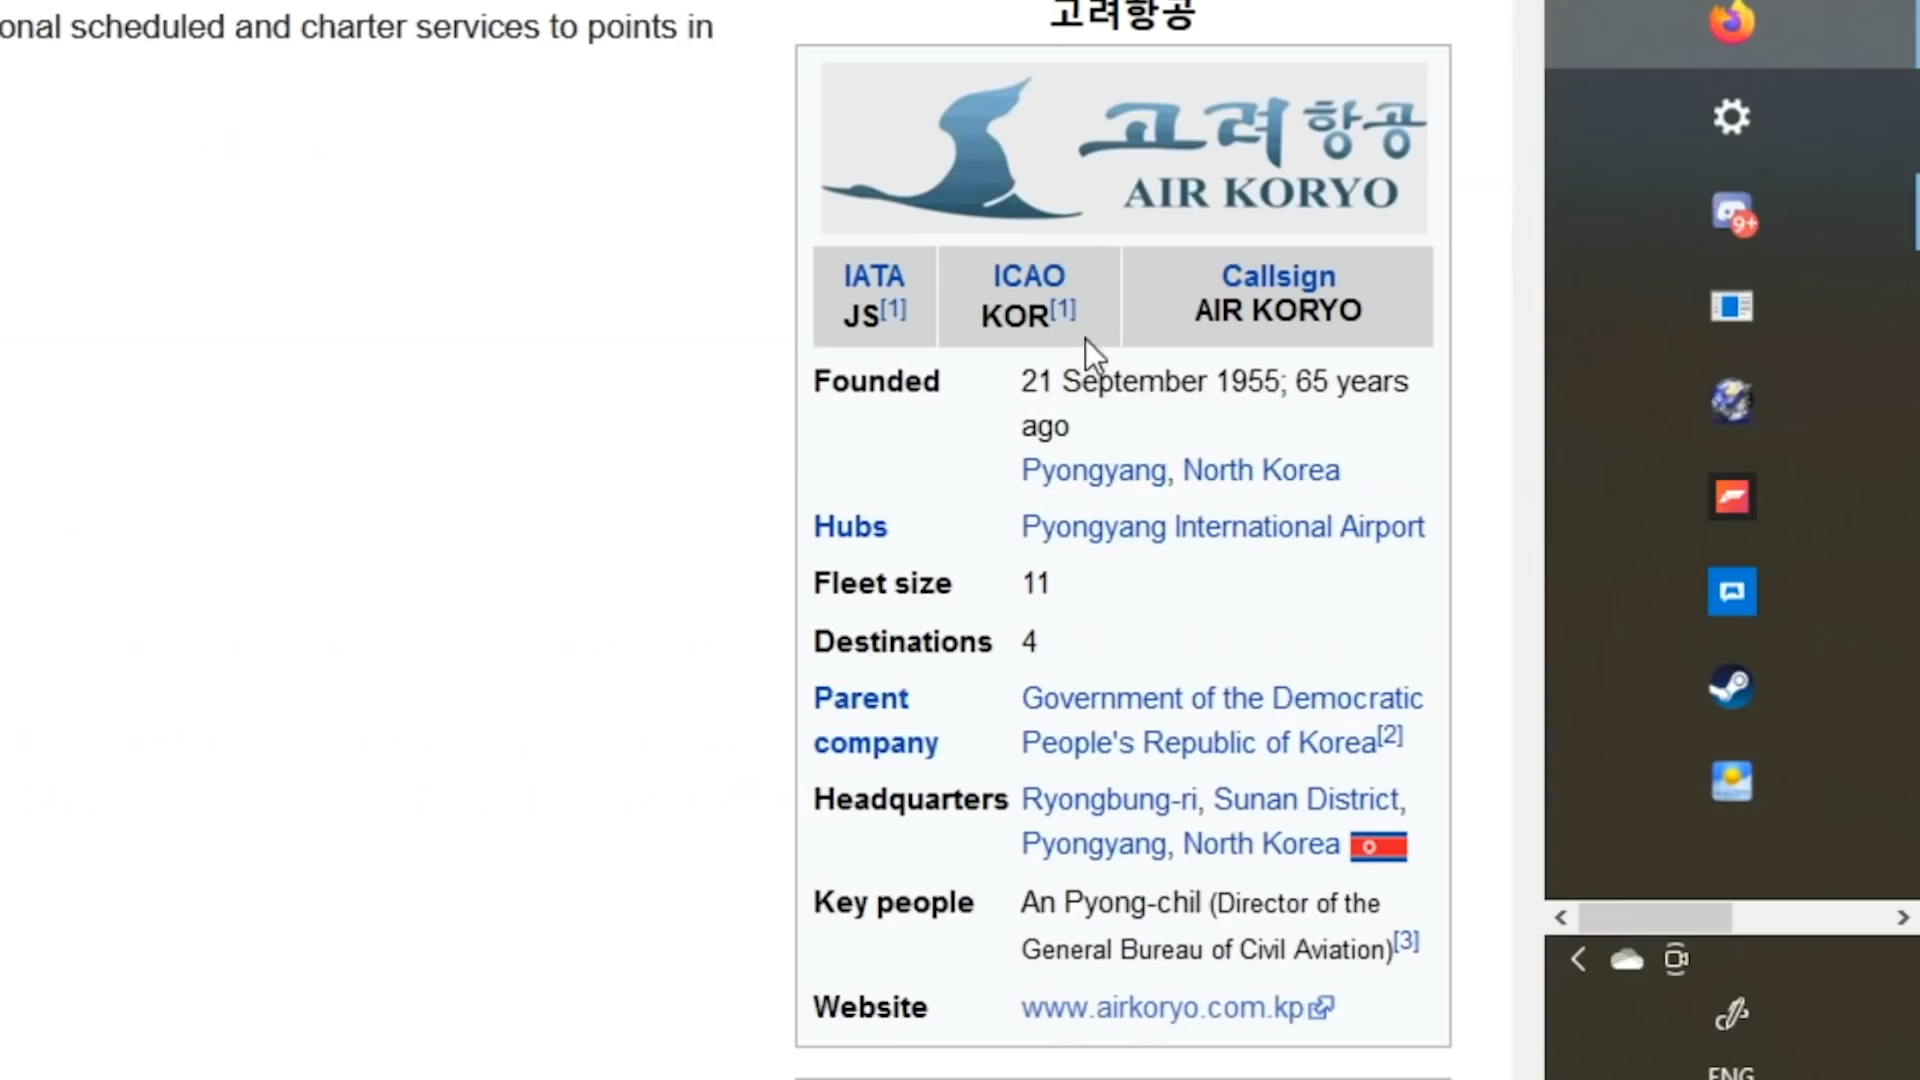 onal scheduled and charter services to points in
고려항공
고려항공
AIR KORYO
IATA
JS[1]
ICAO
KOR[1]
Callsign
AIR KORYO
Founded
21 September 1955; 65 years
ago
Pyongyang, North Korea
Hubs
Pyongyang International Airport
Fleet size
11
Destinations
4
Parent
company
Government of the Democratic
People's Republic of Korea[2]
Headquarters
Ryongbung-ri, Sunan District,
Pyongyang, North Korea
Key people
An Pyong-chil (Director of the
General Bureau of Civil Aviation)[3]
Website
www.airkoryo.com.kp
9+
ENG